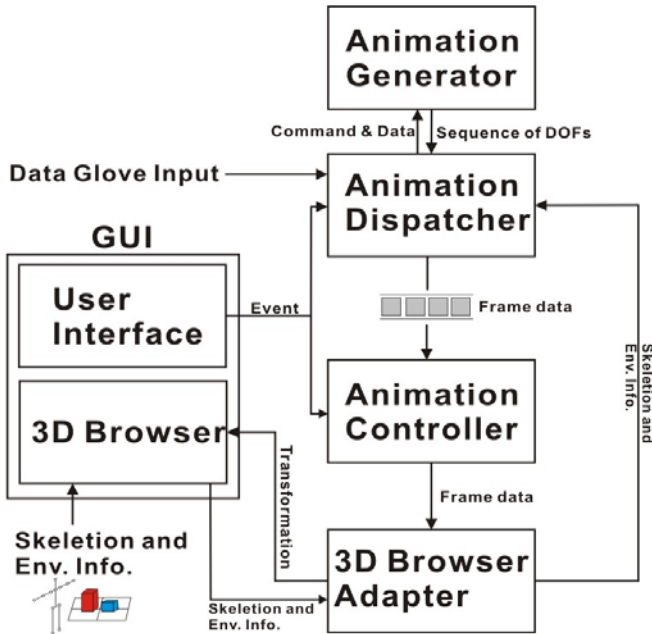 Animation
Generator
Command & Data
Sequence of DOFs
Data Glove Input
Animation
Dispatcher
GUI
User
Interface
Event
Frame data
Skeletion and
Env. Info.
Animation
Controller
3D Browser
Transformation
Frame data
Skeletion and
Env. Info.
3D Browser
Adapter
Skeletion and
Env. Info.